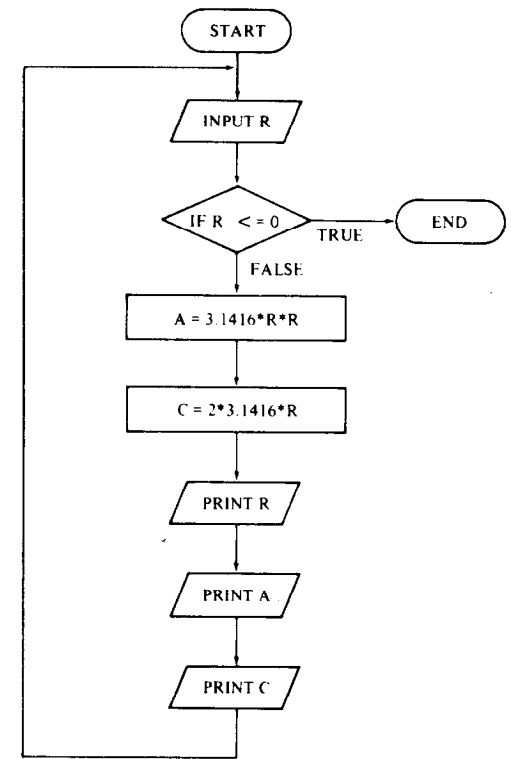 START
INPUT R
IF R <= 0
TRUE
END
FALSE
A = 3.1416*R*R
C = 2*3.1416*R
PRINT R
PRINT A
PRINT C